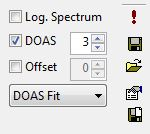 Log. Spectrum
DOAS 3
Offset 0
DOAS Fit